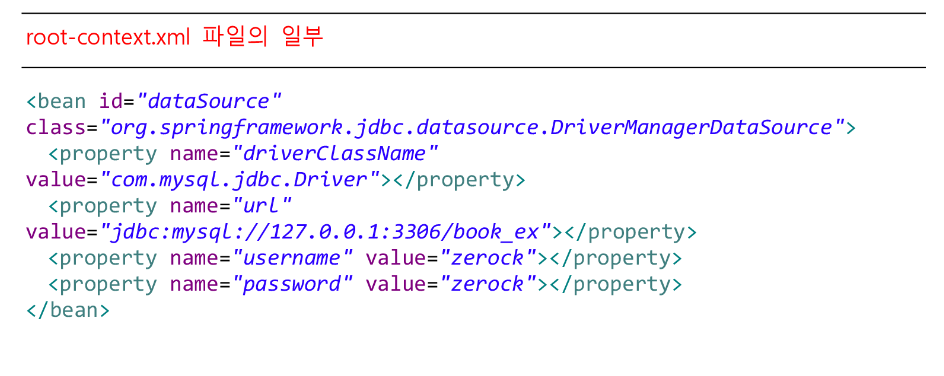 root-context.xml 파일의 일부
<bean id="dataSource"
class="org.springframework.jdbc.datasource.DriverManagerDataSource">
<property name="driverClassName"
value="com.mysql.jdbc.Driver"></property>
<property name="url"
value="jdbc:mysql://127.0.0.1:3306/book_ex"></property>
<property name="username" value="zerock"></property>
<property name="password" value="zerock"></property>
</bean>